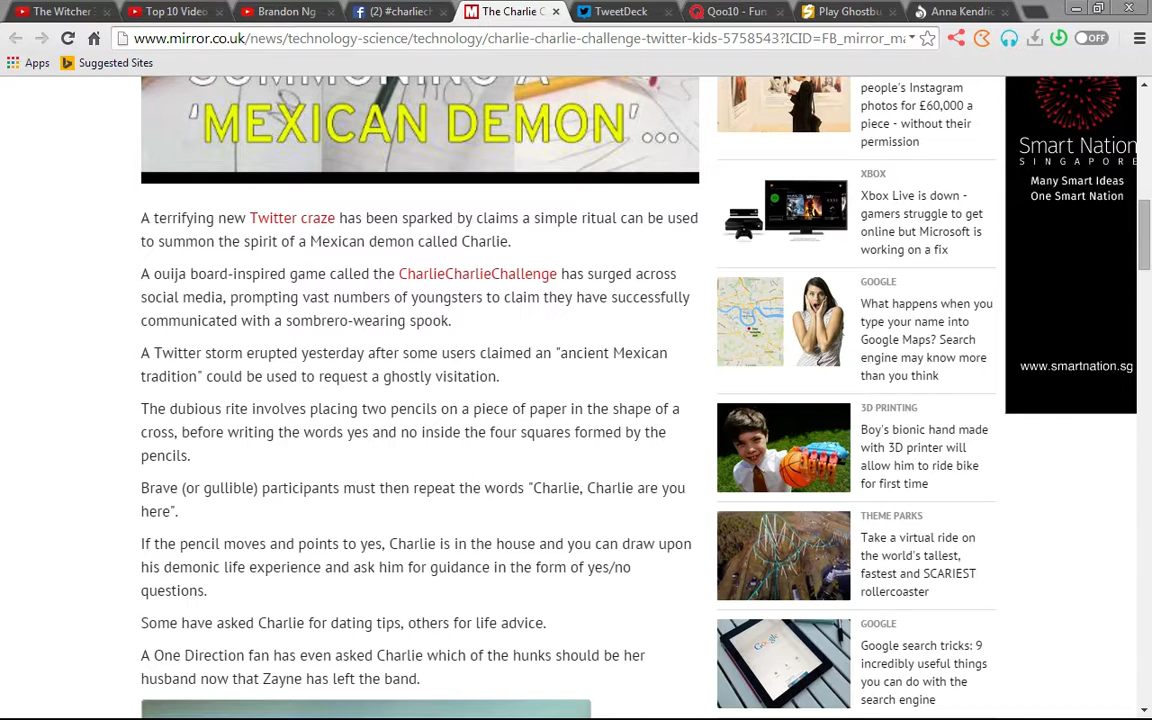 The Witcher
Top 10 Video
Brandon Ng
(2) #charliech
The Charlie C
TweetDeck
Qoo10 - Fun
Play Ghostbu
Anna Kendric
www.mirror.co.uk/news/technology-science/technology/charlie-charlie-challenge-twitter-kids-5758543?ICID=FB_mirror_ma
OFF
Apps
Suggested Sites
SUMMONING A
'MEXICAN DEMON'...
A terrifying new Twitter craze has been sparked by claims a simple ritual can be used
to summon the spirit of a Mexican demon called Charlie.
A ouija board-inspired game called the CharlieCharlieChallenge has surged across
social media, prompting vast numbers of youngsters to claim they have successfully
communicated with a sombrero-wearing spook.
A Twitter storm erupted yesterday after some users claimed an "ancient Mexican
tradition" could be used to request a ghostly visitation.
The dubious rite involves placing two pencils on a piece of paper in the shape of a
cross, before writing the words yes and no inside the four squares formed by the
pencils.
Brave (or gullible) participants must then repeat the words "Charlie, Charlie are you
here".
If the pencil moves and points to yes, Charlie is in the house and you can draw upon
his demonic life experience and ask him for guidance in the form of yes/no
questions.
Some have asked Charlie for dating tips, others for life advice.
A One Direction fan has even asked Charlie which of the hunks should be her
husband now that Zayne has left the band.
people's Instagram
photos for £60,000 a
piece - without their
permission
XBOX
Xbox Live is down -
gamers struggle to get
online but Microsoft is
working on a fix
GOOGLE
What happens when you
type your name into
Google Maps? Search
engine may know more
than you think
3D PRINTING
Boy's bionic hand made
with 3D printer will
allow him to ride bike
for first time
THEME PARKS
Take a virtual ride on
the world's tallest,
fastest and SCARIEST
rollercoaster
GOOGLE
Google search tricks: 9
incredibly useful things
you can do with the
search engine
Smart Nation
SINGAPORE
Many Smart Ideas
One Smart Nation
www.smartnation.sg